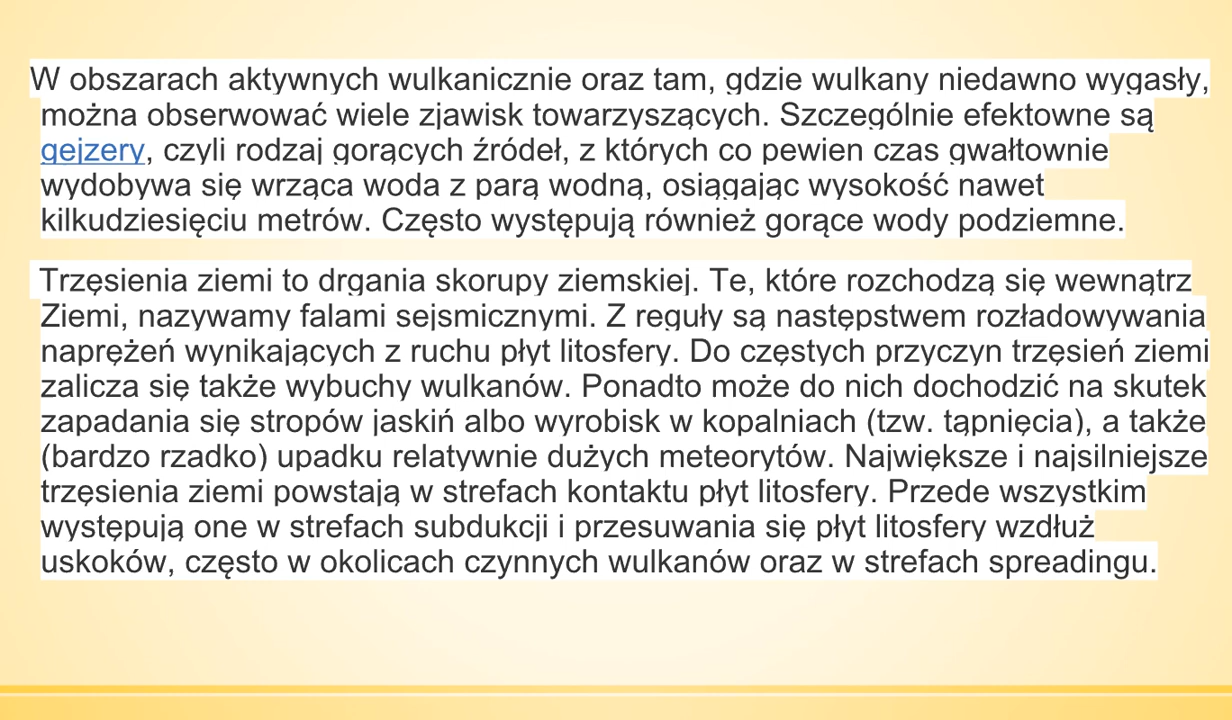 W obszarach aktywnych wulkanicznie oraz tam, gdzie wulkany niedawno wygasły,
można obserwować wiele zjawisk towarzyszących. Szczególnie efektowne są
gejzery, czyli rodzaj gorących źródeł, z których co pewien czas gwałtownie
wydobywa się wrząca woda z parą wodną, osiągając wysokość nawet
kilkudziesięciu metrów. Często występują również gorące wody podziemne.
Trzęsienia ziemi to drgania skorupy ziemskiej. Te, które rozchodzą się wewnątrz
Ziemi, nazywamy falami sejsmicznymi. Z reguły są następstwem rozładowywania
naprężeń wynikających z ruchu płyt litosfery. Do częstych przyczyn trzęsień ziemi
zalicza się także wybuchy wulkanów. Ponadto może do nich dochodzić na skutek
zapadania się stropów jaskiń albo wyrobisk w kopalniach (tzw. tąpnięcia), a także
(bardzo rzadko) upadku relatywnie dużych meteorytów. Największe i najsilniejsze
trzęsienia ziemi powstają w strefach kontaktu płyt litosfery. Przede wszystkim
występują one w strefach subdukcji i przesuwania się płyt litosfery wzdłuż
uskoków, często w okolicach czynnych wulkanów oraz w strefach spreadingu.